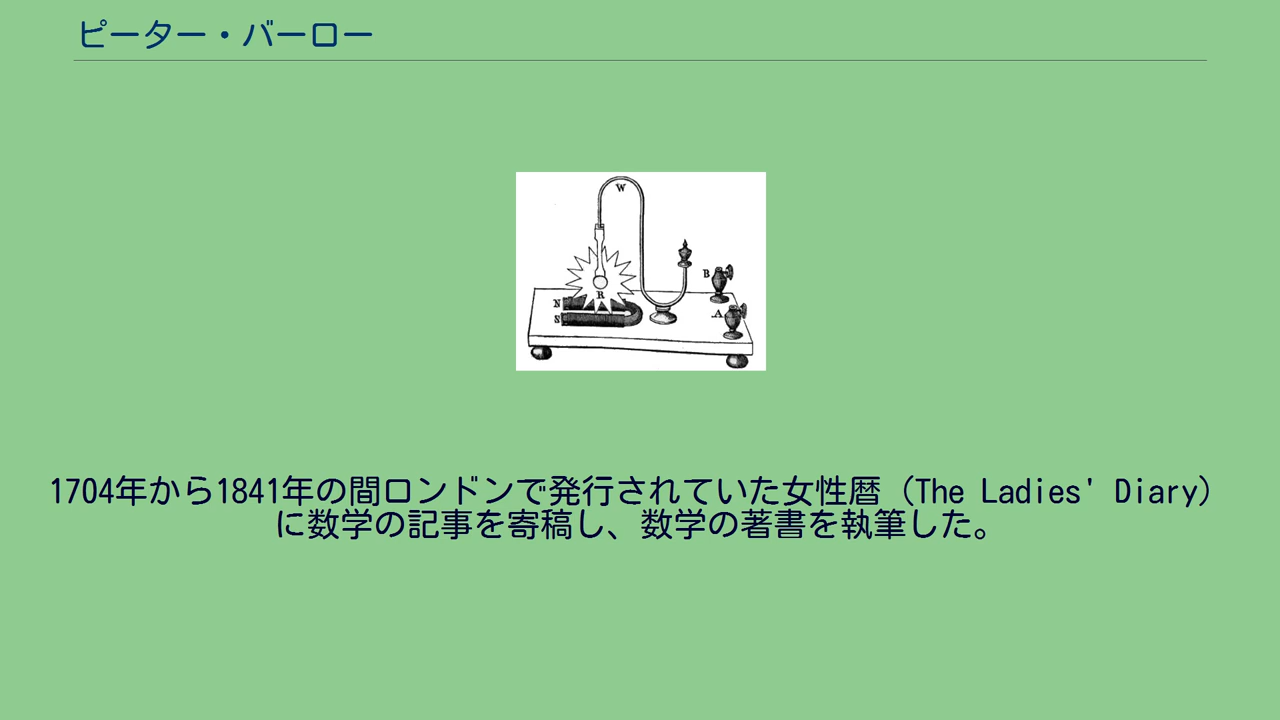 ピーター・バーロー
W
B
R
N
S
A
1704年から1841年の間ロンドンで発行されていた女性暦（The Ladies' Diary）
に数学の記事を寄稿し、数学の著書を執筆した。